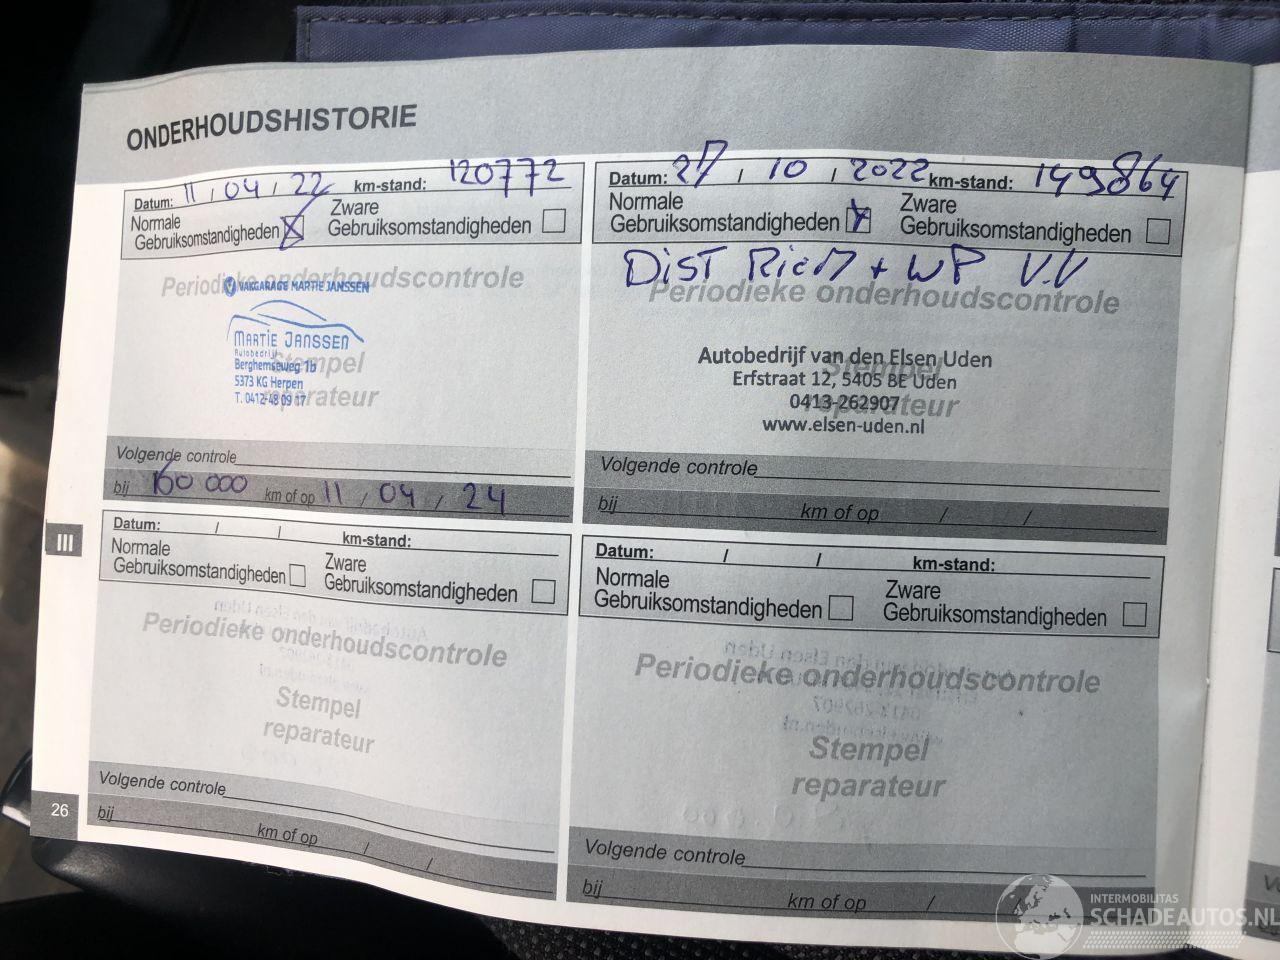 ONDERHOUDSHISTORIE
Datum: 11 / 04 / 22 km-stand: 120772
Normale
Gebruiksomstandigheden
Zware
Gebruiksomstandigheden
Periodieke onderhoudscontrole
VAKGARAGE MARTIE JANSSEN
MARTIE JANSSEN
Autobedrijf
Berghemseweg 1b
5373 KG Herpen
T. 0412-48 09 17
Stempel
reparateur
Volgende controle
bij 160 000 km of op 11 / 04 / 24
Datum: 27 / 10 / 2022 km-stand: 149864
Normale
Gebruiksomstandigheden
Zware
Gebruiksomstandigheden
DIST RIEM + WP V.V
Periodieke onderhoudscontrole
Autobedrijf van den Elsen Uden
Erfstraat 12, 5405 BE Uden
0413-262907
www.elsen-uden.nl
Stempel
reparateur
Volgende controle
bij km of op / /
III
Datum: / / km-stand:
Normale
Gebruiksomstandigheden
Zware
Gebruiksomstandigheden
Periodieke onderhoudscontrole
Stempel
reparateur
Volgende controle
bij km of op / /
Datum: / / km-stand:
Normale
Gebruiksomstandigheden
Zware
Gebruiksomstandigheden
Periodieke onderhoudscontrole
Stempel
reparateur
Volgende controle
bij km of op / /
26
INTERMOBILITAS
SCHADEAUTOS.NL